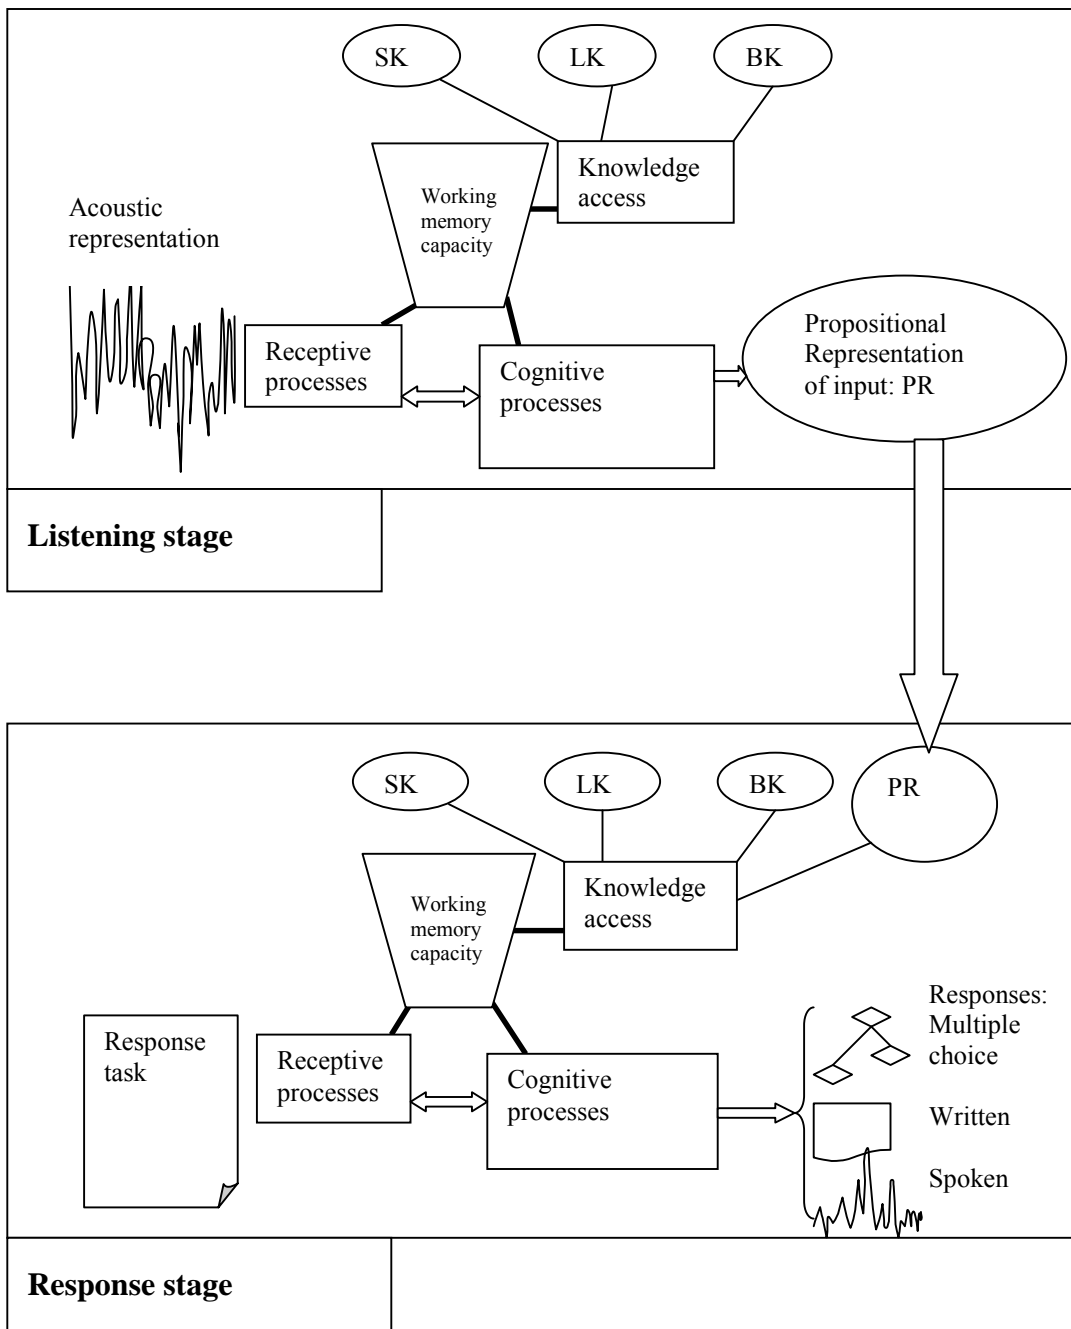 SK
LK
BK
Knowledge
access
Working
memory
capacity
Acoustic
representation
Receptive
processes
Cognitive
processes
Propositional
Representation
of input: PR
Listening stage
SK
LK
BK
PR
Knowledge
access
Working
memory
capacity
Response
task
Receptive
processes
Cognitive
processes
Responses:
Multiple
choice
Written
Spoken
Response stage